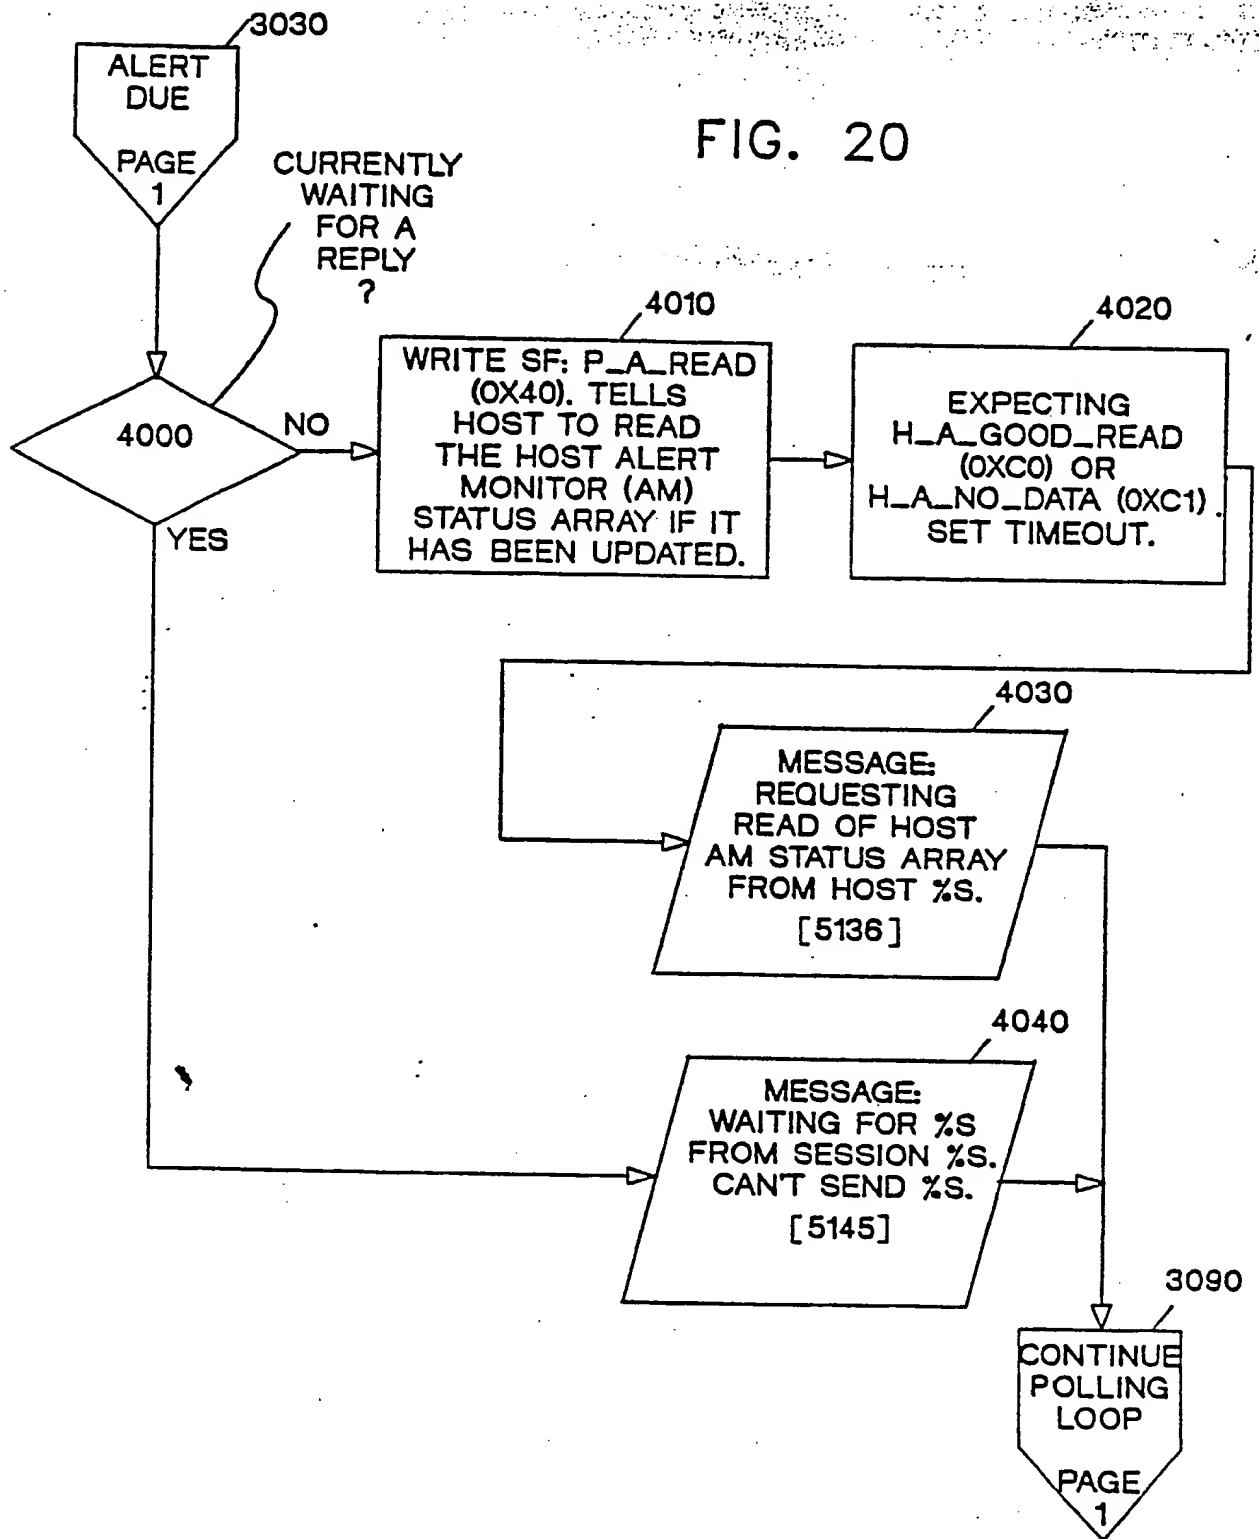 3030
ALERT
DUE
PAGE
1
FIG. 20
CURRENTLY
WAITING
FOR A
REPLY
?
4000
NO
YES
4010
WRITE SF: P_A_READ
(0X40). TELLS
HOST TO READ
THE HOST ALERT
MONITOR (AM)
STATUS ARRAY IF IT
HAS BEEN UPDATED.
4020
EXPECTING
H_A_GOOD_READ
(0XC0) OR
H_A_NO_DATA (0XC1).
SET TIMEOUT.
4030
MESSAGE:
REQUESTING
READ OF HOST
AM STATUS ARRAY
FROM HOST %S.
[5136]
4040
MESSAGE:
WAITING FOR %S
FROM SESSION %S.
CAN'T SEND %S.
[5145]
3090
CONTINUE
POLLING
LOOP
PAGE
1